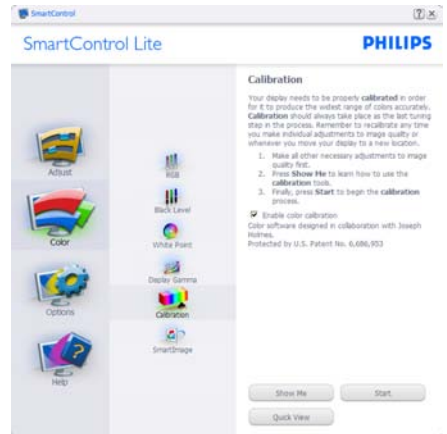 SmartControl
SmartControl Lite
PHILIPS
Adjust
Color
Options
Help
RGB
Black Level
White Point
Display Gamma
Calibration
SmartImage
Calibration
Your display needs to be properly calibrated in order
for it to produce the widest range of colors accurately.
Calibration should always take place as the last tuning
step in the process. Remember to recalibrate any time
you make individual adjustments to image quality or
whenever you move your display to a new location.
1. Make all other necessary adjustments to image
quality first.
2. Press Show Me to learn how to use the
calibration tools.
3. Finally, press Start to begin the calibration
process.
Enable color calibration
Color software designed in collaboration with Joseph
Holmes.
Protected by U.S. Patent No. 6,686,953
Show Me
Start
Quick View